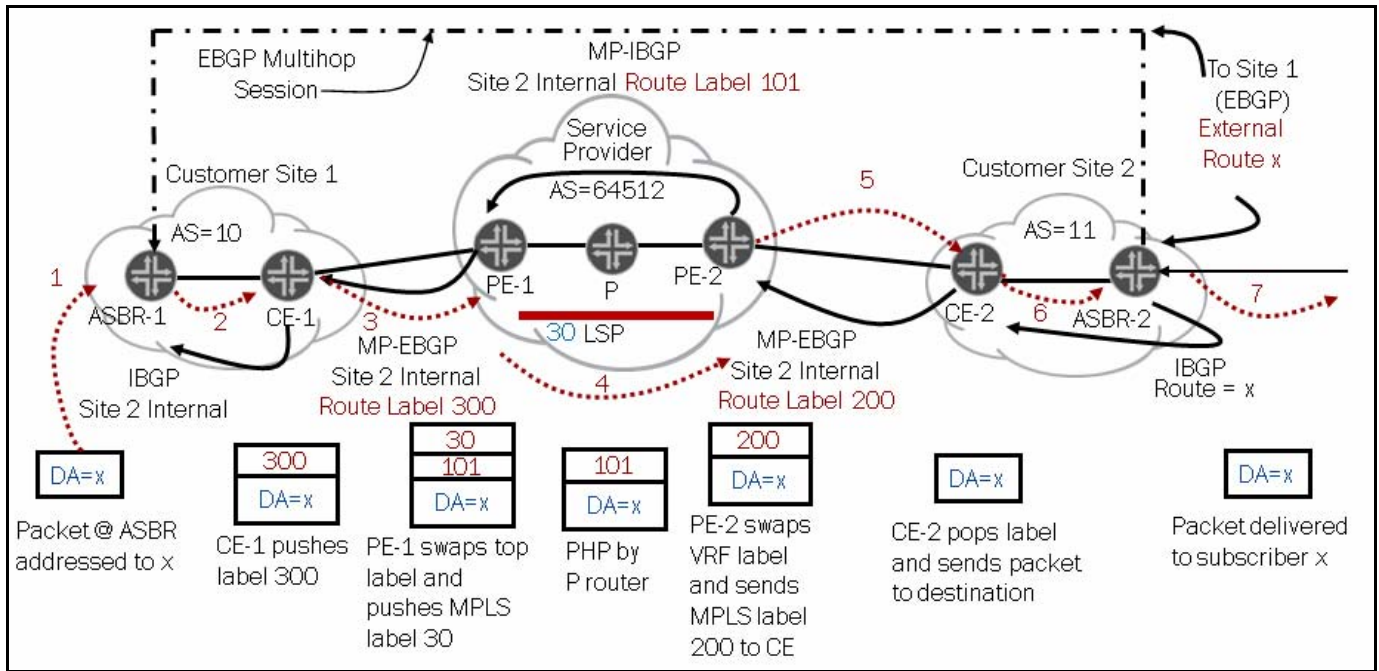 EBGP Multihop
Session
MP-IBGP
Site 2 Internal Route Label 101
To Site 1
(EBGP)
External
Route x
Service
Provider
AS=64512
Customer Site 1
AS=10
Customer Site 2
AS=11
1
2
3
4
5
6
7
ASBR-1
CE-1
PE-1
P
PE-2
CE-2
ASBR-2
30 LSP
IBGP
Site 2 Internal
MP-EBGP
Site 2 Internal
Route Label 300
MP-EBGP
Site 2 Internal
Route Label 200
IBGP
Route = x
DA=x
Packet @ ASBR
addressed to x
300
DA=x
CE-1 pushes
label 300
30
101
DA=x
PE-1 swaps top
label and
pushes MPLS
label 30
101
DA=x
PHP by
P router
200
DA=x
PE-2 swaps
VRF label
and sends
MPLS label
200 to CE
DA=x
CE-2 pops label
and sends packet
to destination
DA=x
Packet delivered
to subscriber x